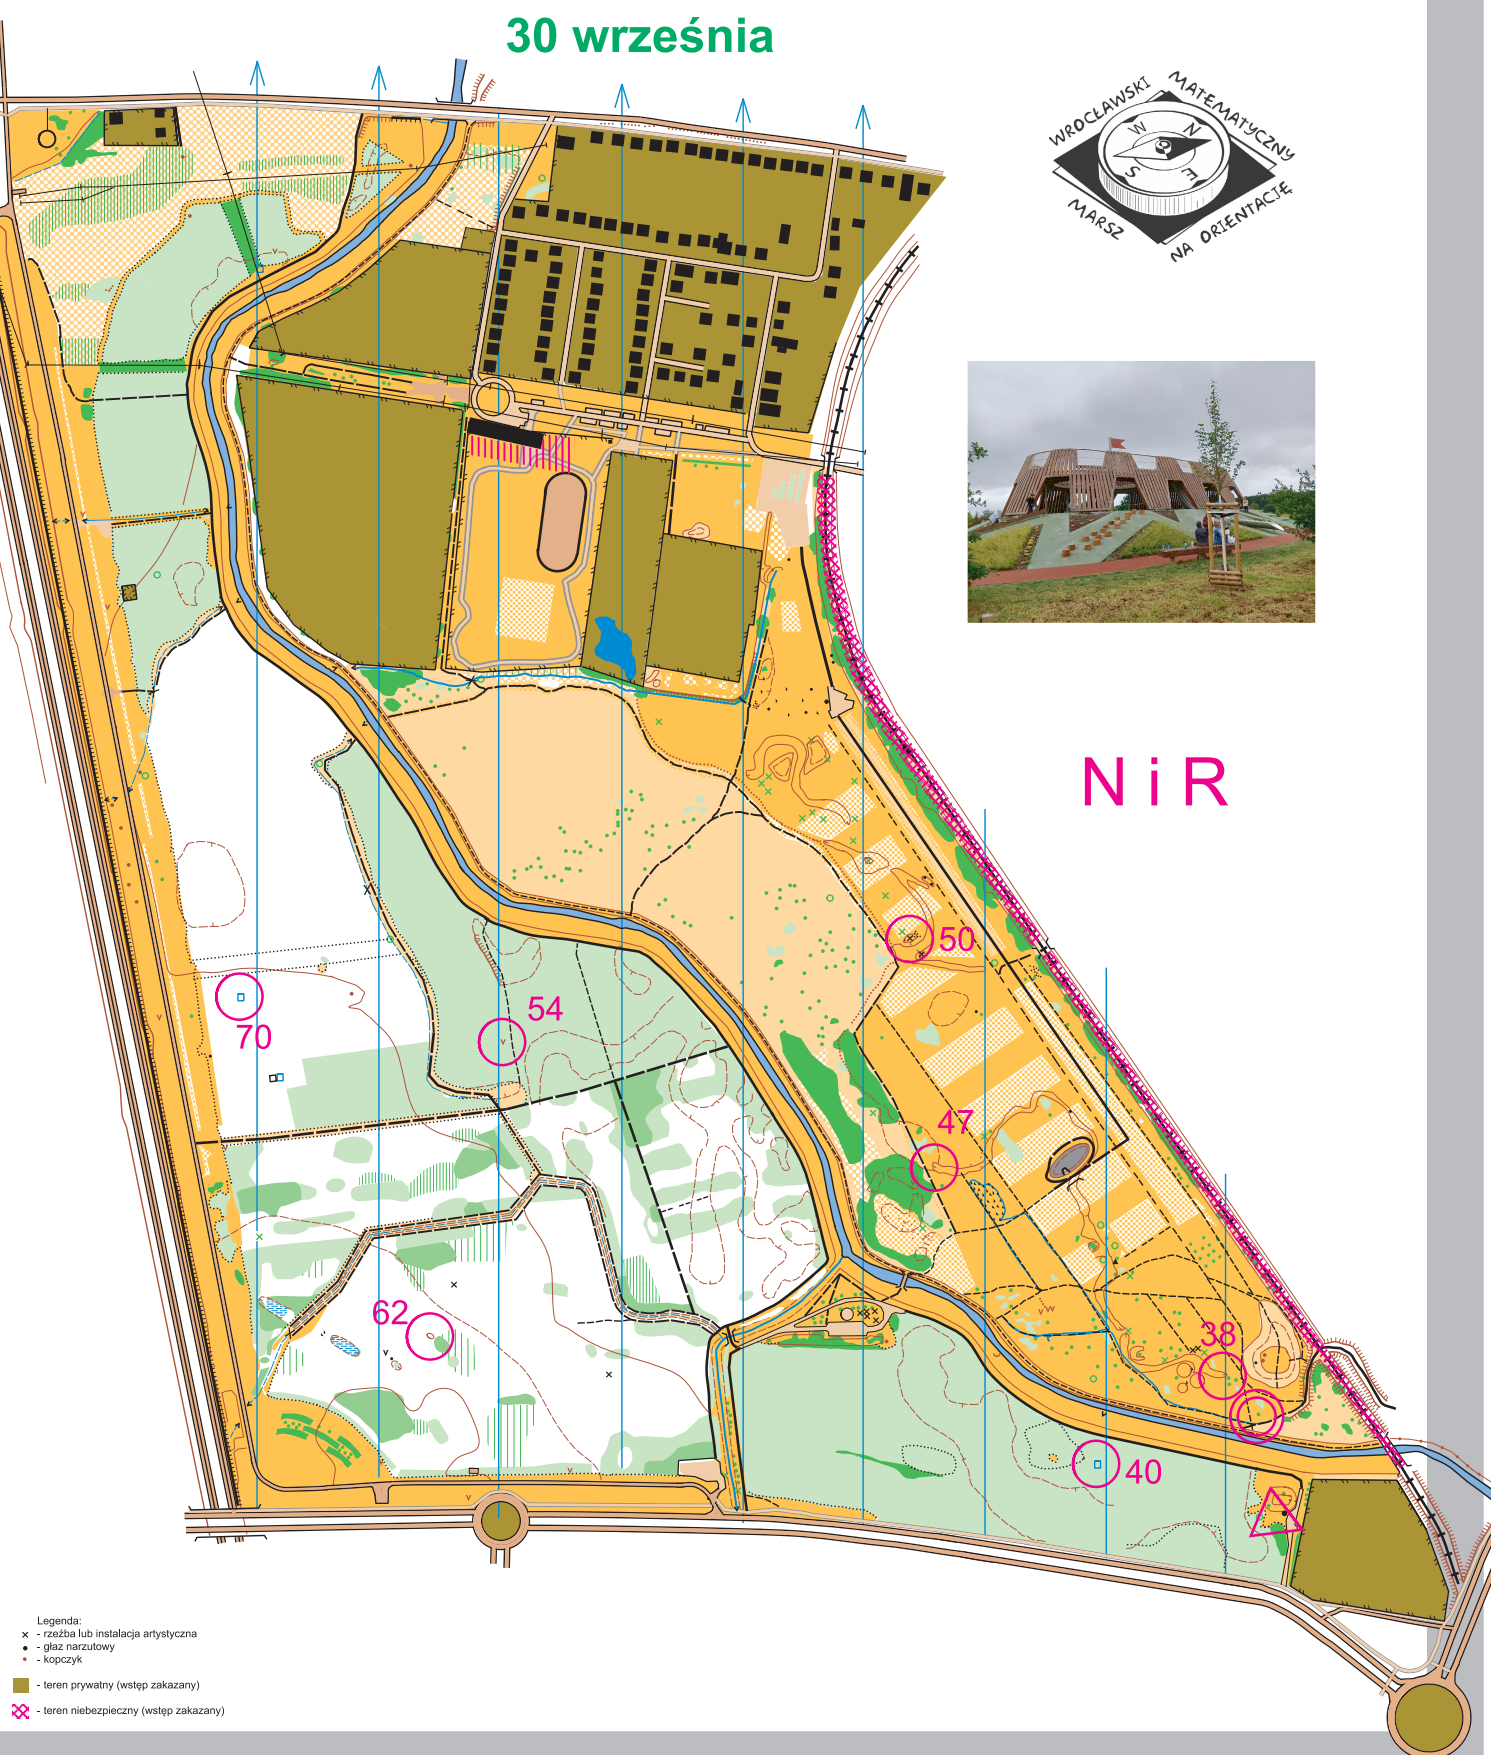 30 września
WROCŁAWSKI
MATEMATYCZNY
W
N
S
E
MARSZ
NA ORIENTACJĘ
N i R
50
54
70
47
62
38
40
Legenda:
x - rzeźba lub instalacja artystyczna
- głaz narzutowy
- kopczyk
- teren prywatny (wstęp zakazany)
- teren niebezpieczny (wstęp zakazany)